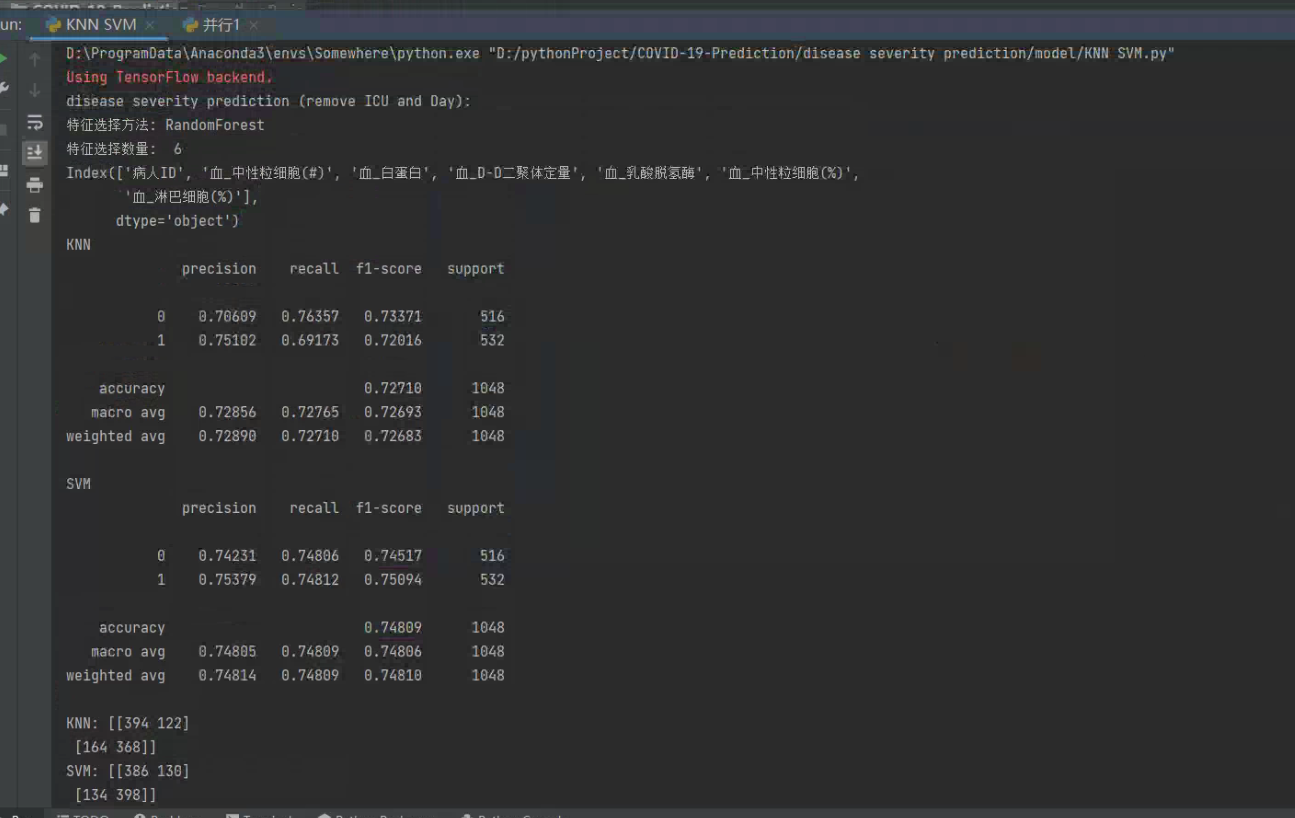 un: KNN SVM × 并行1 ×
D:\ProgramData\Anaconda3\envs\Somewhere\python.exe "D:/pythonProject/COVID-19-Prediction/disease severity prediction/model/KNN SVM.py"
Using TensorFlow backend.
disease severity prediction (remove ICU and Day):
特征选择方法: RandomForest
特征选择数量: 6
Index(['病人ID', '血_中性粒细胞(#)', '血_白蛋白', '血_D-D二聚体定量', '血_乳酸脱氢酶', '血_中性粒细胞(%)',
'血_淋巴细胞(%)'],
dtype='object')
KNN
precision recall f1-score support
0 0.70609 0.76357 0.73371 516
1 0.75102 0.69173 0.72016 532
accuracy 0.72710 1048
macro avg 0.72856 0.72765 0.72693 1048
weighted avg 0.72890 0.72710 0.72683 1048
SVM
precision recall f1-score support
0 0.74231 0.74806 0.74517 516
1 0.75379 0.74812 0.75094 532
accuracy 0.74809 1048
macro avg 0.74805 0.74809 0.74806 1048
weighted avg 0.74814 0.74809 0.74810 1048
KNN: [[394 122]
[164 368]]
SVM: [[386 130]
[134 398]]